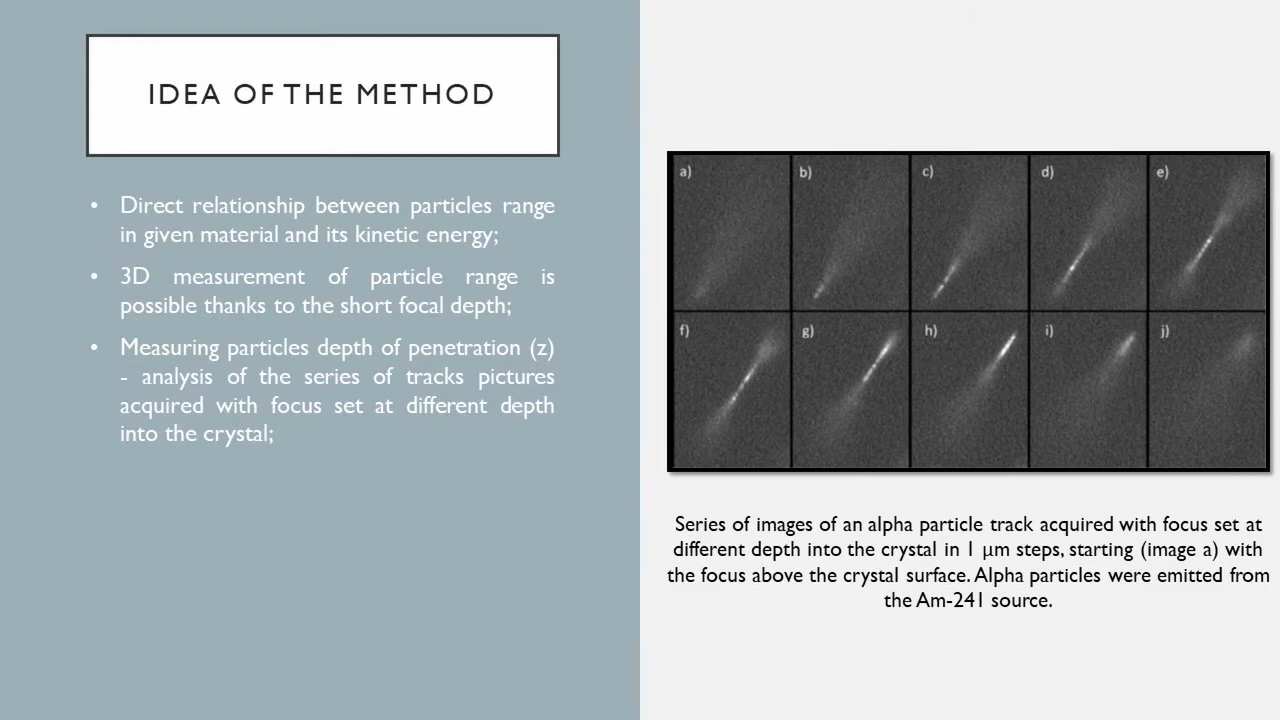 IDEA OF THE METHOD
• Direct relationship between particles range
in given material and its kinetic energy;
• 3D measurement of particle range is
possible thanks to the short focal depth;
• Measuring particles depth of penetration (z)
- analysis of the series of tracks pictures
acquired with focus set at different depth
into the crystal;
a) b) c) d) e)
f) g) h) i) j)
Series of images of an alpha particle track acquired with focus set at
different depth into the crystal in 1 μm steps, starting (image a) with
the focus above the crystal surface. Alpha particles were emitted from
the Am-241 source.